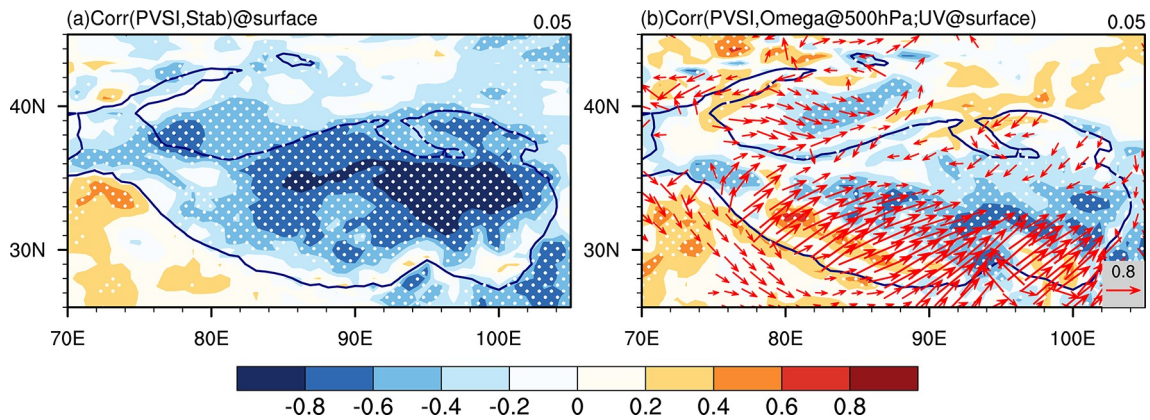 (a)Corr(PVSI,Stab)@surface 0.05
(b)Corr(PVSI,Omega@500hPa;UV@surface) 0.05
40N
30N
70E 80E 90E 100E
40N
30N
0.8
70E 80E 90E 100E
-0.8 -0.6 -0.4 -0.2 0 0.2 0.4 0.6 0.8